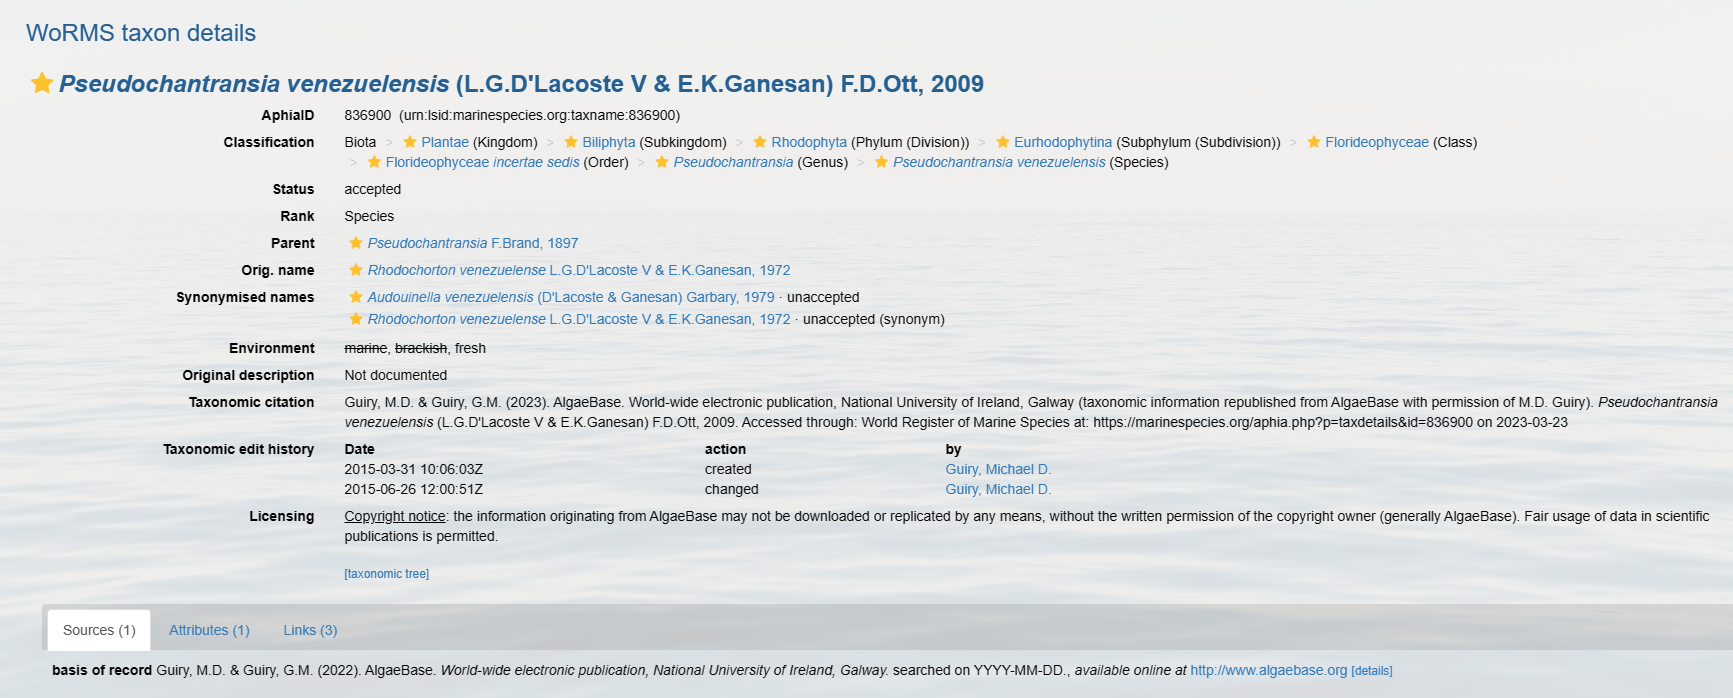 WoRMS taxon details
Pseudochantransia venezuelensis (L.G.D'Lacoste V & E.K.Ganesan) F.D.Ott, 2009
AphiaID 836900 (urn:lsid:marinespecies.org:taxname:836900)
Classification Biota > Plantae (Kingdom) > Biliphyta (Subkingdom) > Rhodophyta (Phylum (Division)) > Eurhodophytina (Subphylum (Subdivision)) > Florideophyceae (Class)
> Florideophyceae incertae sedis (Order) > Pseudochantransia (Genus) > Pseudochantransia venezuelensis (Species)
Status accepted
Rank Species
Parent Pseudochantransia F.Brand, 1897
Orig. name Rhodochorton venezuelense L.G.D'Lacoste V & E.K.Ganesan, 1972
Synonymised names Audouinella venezuelensis (D'Lacoste & Ganesan) Garbary, 1979 · unaccepted
Rhodochorton venezuelense L.G.D'Lacoste V & E.K.Ganesan, 1972 · unaccepted (synonym)
Environment marine, brackish, fresh
Original description Not documented
Taxonomic citation Guiry, M.D. & Guiry, G.M. (2023). AlgaeBase. World-wide electronic publication, National University of Ireland, Galway (taxonomic information republished from AlgaeBase with permission of M.D. Guiry). Pseudochantransia
venezuelensis (L.G.D'Lacoste V & E.K.Ganesan) F.D.Ott, 2009. Accessed through: World Register of Marine Species at: https://marinespecies.org/aphia.php?p=taxdetails&id=836900 on 2023-03-23
Taxonomic edit history Date action by
2015-03-31 10:06:03Z created Guiry, Michael D.
2015-06-26 12:00:51Z changed Guiry, Michael D.
Licensing Copyright notice: the information originating from AlgaeBase may not be downloaded or replicated by any means, without the written permission of the copyright owner (generally AlgaeBase). Fair usage of data in scientific
publications is permitted.
[taxonomic tree]
Sources (1) Attributes (1) Links (3)
basis of record Guiry, M.D. & Guiry, G.M. (2022). AlgaeBase. World-wide electronic publication, National University of Ireland, Galway. searched on YYYY-MM-DD., available online at http://www.algaebase.org [details]